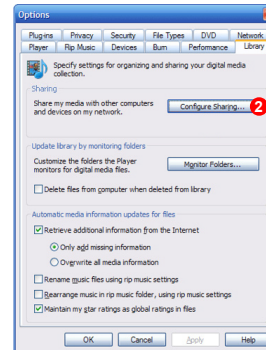 Options
Plug-ins Privacy Security File Types DVD Network
Player Rip Music Devices Burn Performance Library
Specify settings for organizing and sharing your digital media
collection.
Sharing
Share my media with other computers
and devices on my network.
Configure Sharing... 2
Update library by monitoring folders
Customize the folders the Player
monitors for digital media files.
Monitor Folders...
Delete files from computer when deleted from library
Automatic media information updates for files
Retrieve additional information from the Internet
Only add missing information
Overwrite all media information
Rename music files using rip music settings
Rearrange music in rip music folder, using rip music settings
Maintain my star ratings as global ratings in files
OK Cancel Apply Help